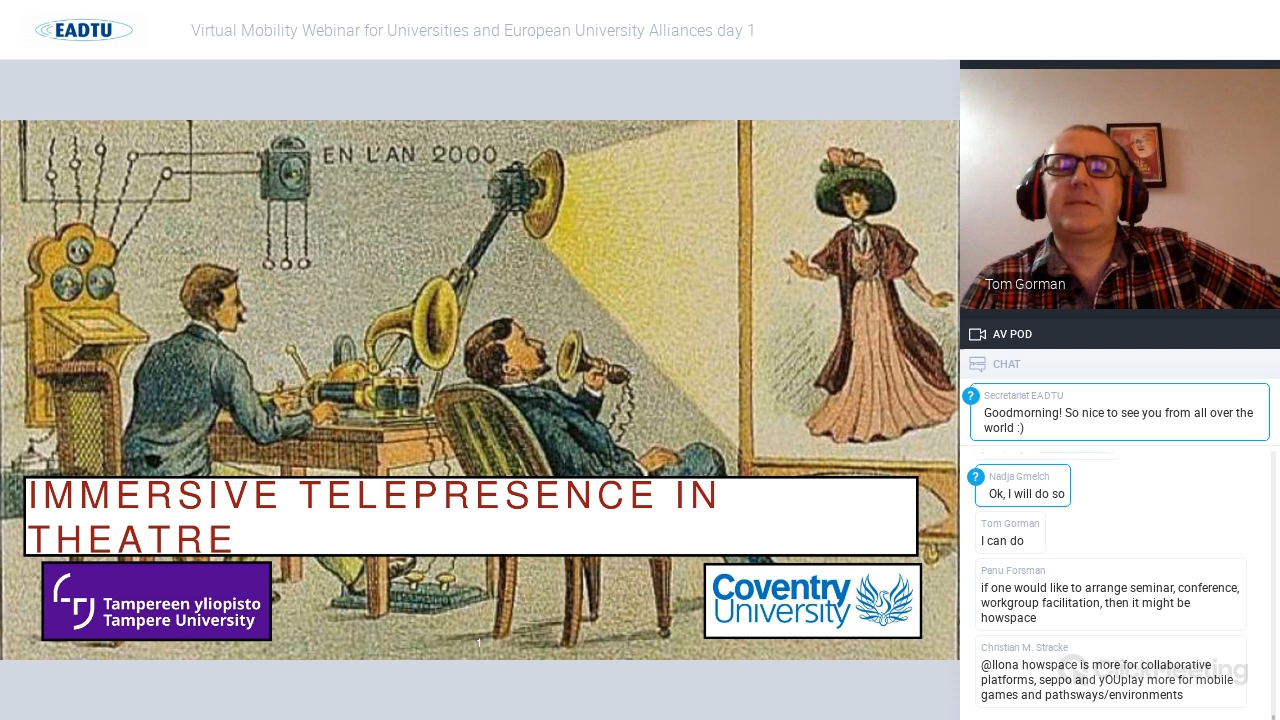 EADTU
Virtual Mobility Webinar for Universities and European University Alliances day 1
EN L'AN 2000
IMMERSIVE TELEPRESENCE IN
THEATRE
Tampereen yliopisto
Tampere University
Coventry
University
1
Tom Gorman
AV POD
CHAT
?
Secretariat EADTU
Goodmorning! So nice to see you from all over the
world :)
?
Nadja Gmelch
Ok, I will do so
Tom Gorman
I can do
Panu Forsman
if one would like to arrange seminar, conference,
workgroup facilitation, then it might be
howspace
Christian M. Stracke
@Ilona howspace is more for collaborative
platforms, seppo and yOUplay more for mobile
games and pathsways/environments